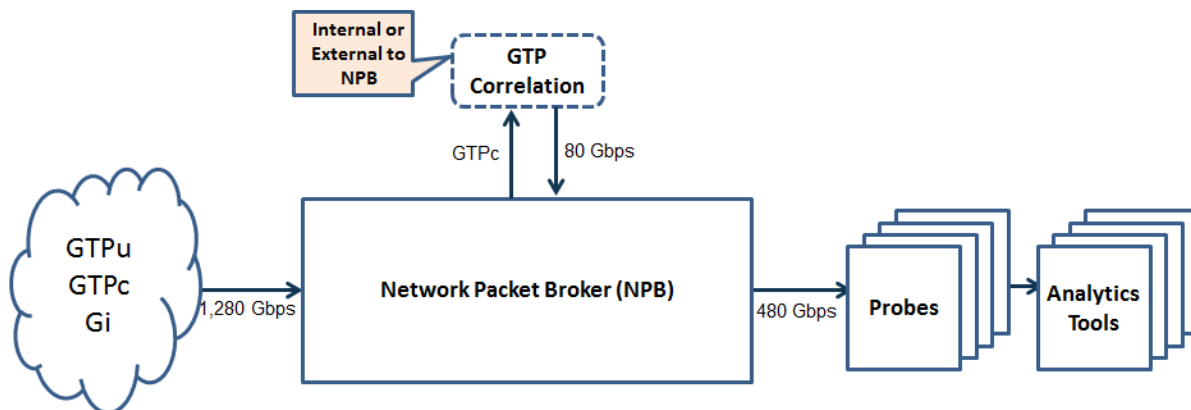 Internal or
External to
NPB
GTP
Correlation
GTPc
80 Gbps
GTPu
GTPc
Gi
1,280 Gbps
Network Packet Broker (NPB)
480 Gbps
Probes
Analytics
Tools